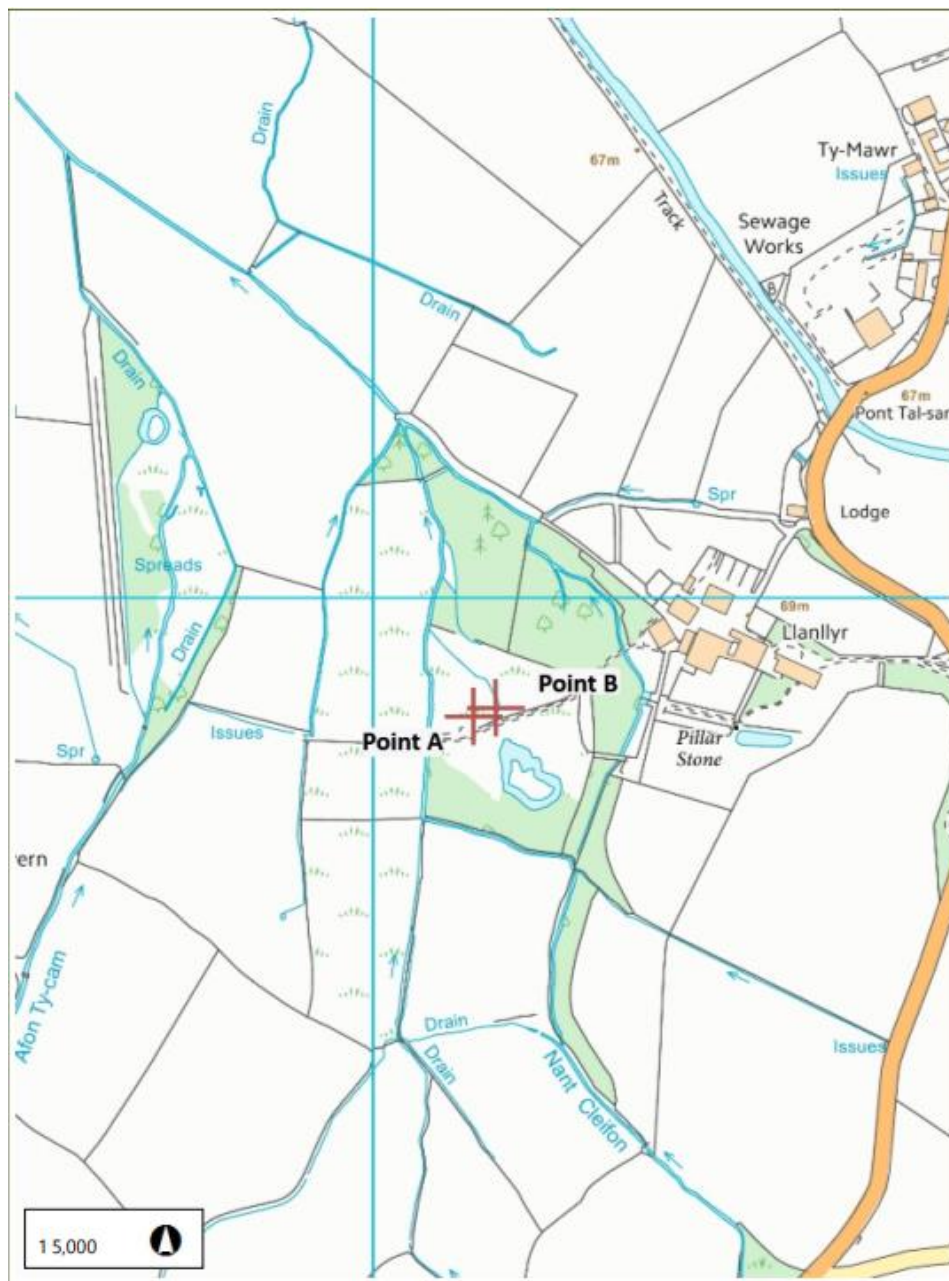 Drain
67m
Track
Ty-Mawr
Issues
Sewage
Works
Drain
Drain
67m
Pont Tal-sar
Spr
Lodge
Spreads
Drain
69m
Llanllyr
Point B
Issues
Point A
Pillar
Stone
Spr
ern
Afon Ty-cam
Drain
Drain
Nant Cleifon
Issues
1 5,000